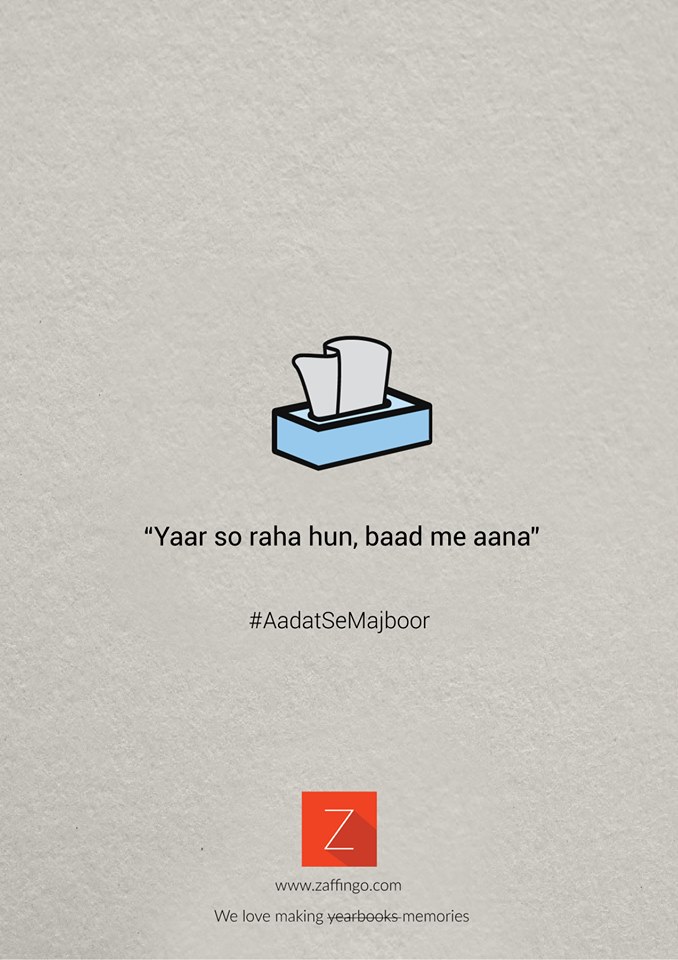 “Yaar so raha hun, baad me aana”
#AadatSeMajboor
Z
www.zaffingo.com
We love making yearbooks memories